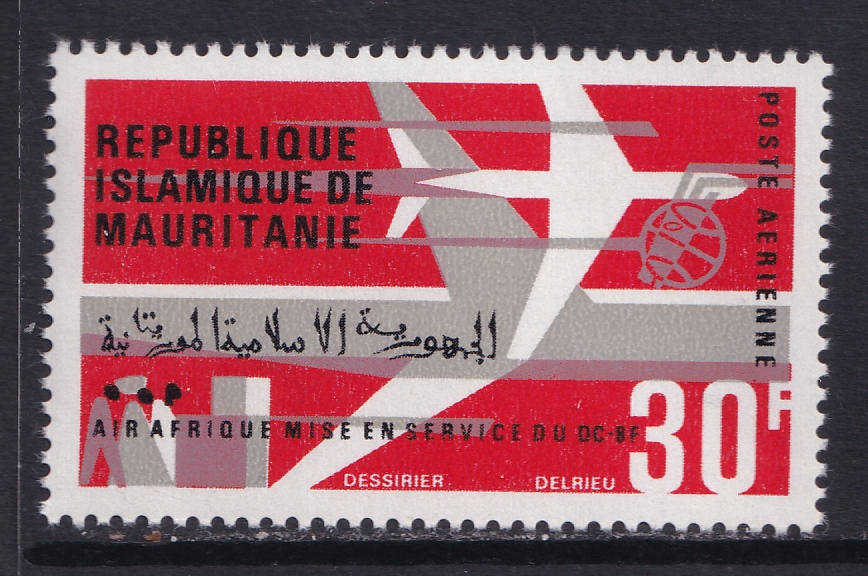 REPUBLIQUE
ISLAMIQUE DE
MAURITANIE
POSTE AERIENNE
الجمهورية الاسلامية الموريتانية
AIR AFRIQUE MISE EN SERVICE DU DC-8F
30F
DESSIRIER
DELRIEU